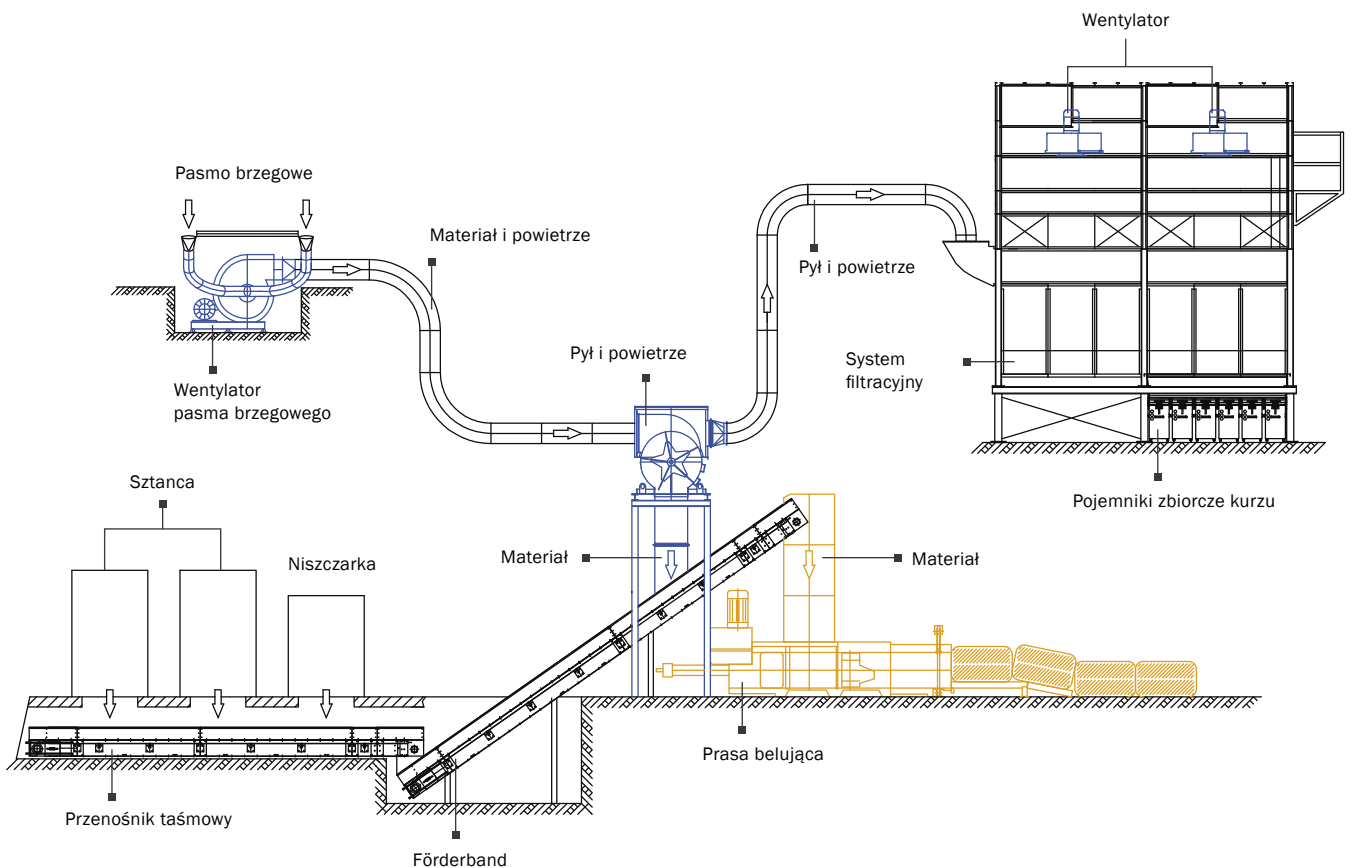 Wentylator
Pasmo brzegowe
Materiał i powietrze
Pył i powietrze
Pył i powietrze
System
filtracyjny
Wentylator
pasma brzegowego
Sztanca
Pojemniki zbiorcze kurzu
Niszczarka
Materiał
Materiał
Prasa belująca
Przenośnik taśmowy
Förderband